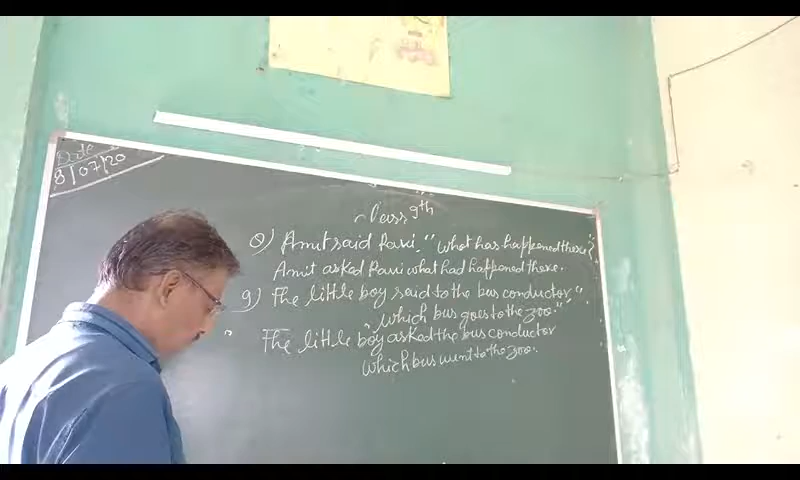 Date
8/07/20
Class 9th
8) Amit said Ravi, "What has happened there?"
Amit asked Ravi what had happened there.
9) The little boy said to the bus conductor,"
"Which bus goes to the zoo."
The little boy asked the bus conductor
which bus went to the zoo.